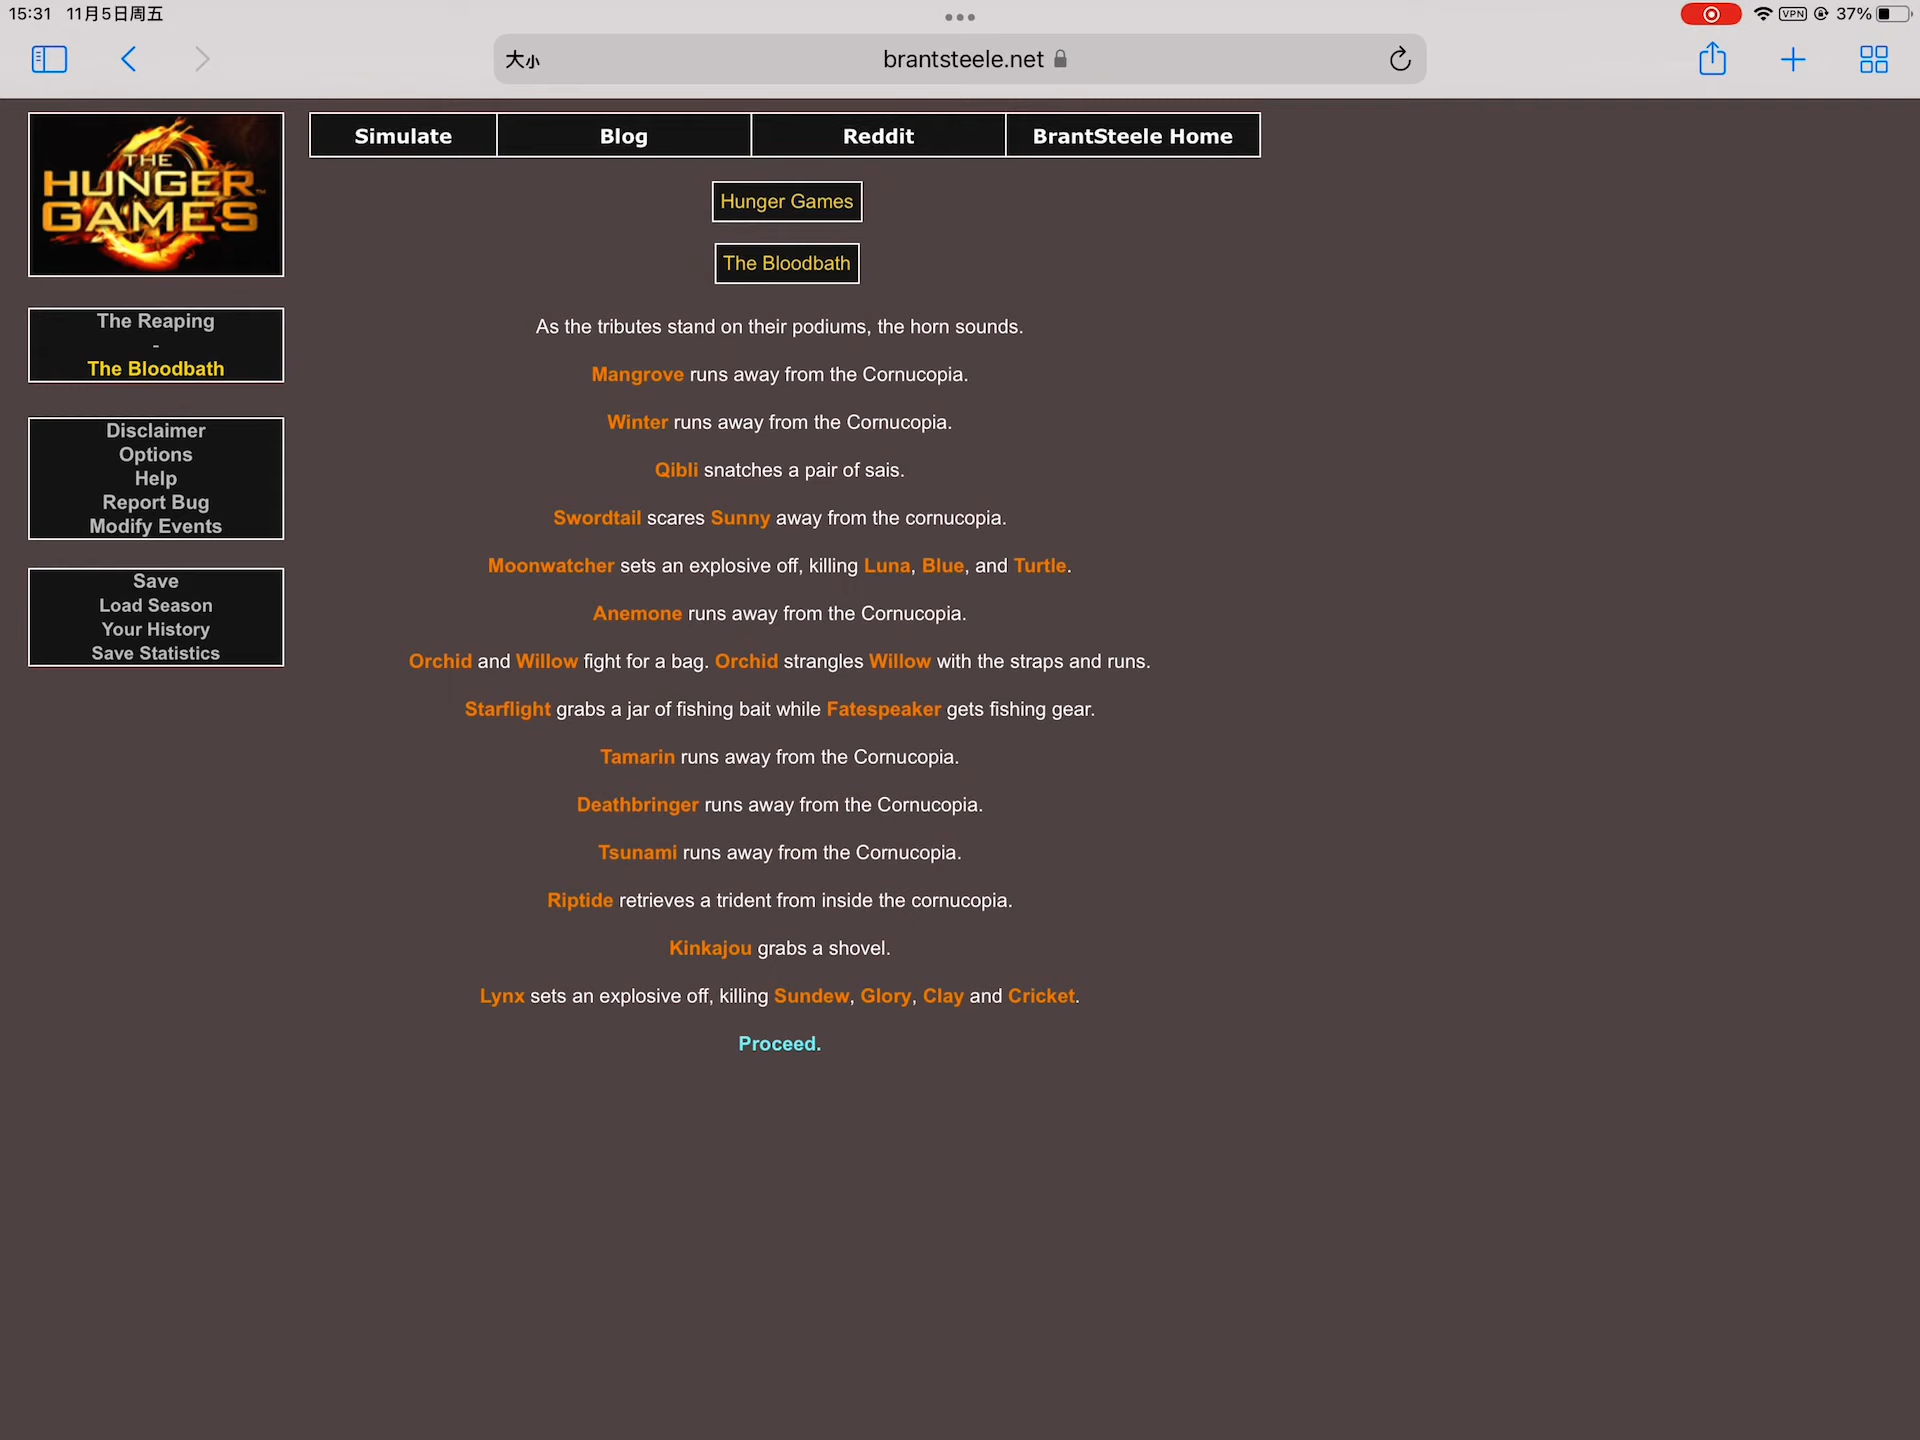 15:31 11月5日周五
VPN
37%
大小
brantsteele.net
THE
HUNGER
GAMES
Simulate
Blog
Reddit
BrantSteele Home
Hunger Games
The Bloodbath
The Reaping
-
The Bloodbath
Disclaimer
Options
Help
Report Bug
Modify Events
Save
Load Season
Your History
Save Statistics
As the tributes stand on their podiums, the horn sounds.
Mangrove runs away from the Cornucopia.
Winter runs away from the Cornucopia.
Qibli snatches a pair of sais.
Swordtail scares Sunny away from the cornucopia.
Moonwatcher sets an explosive off, killing Luna, Blue, and Turtle.
Anemone runs away from the Cornucopia.
Orchid and Willow fight for a bag. Orchid strangles Willow with the straps and runs.
Starflight grabs a jar of fishing bait while Fatespeaker gets fishing gear.
Tamarin runs away from the Cornucopia.
Deathbringer runs away from the Cornucopia.
Tsunami runs away from the Cornucopia.
Riptide retrieves a trident from inside the cornucopia.
Kinkajou grabs a shovel.
Lynx sets an explosive off, killing Sundew, Glory, Clay and Cricket.
Proceed.